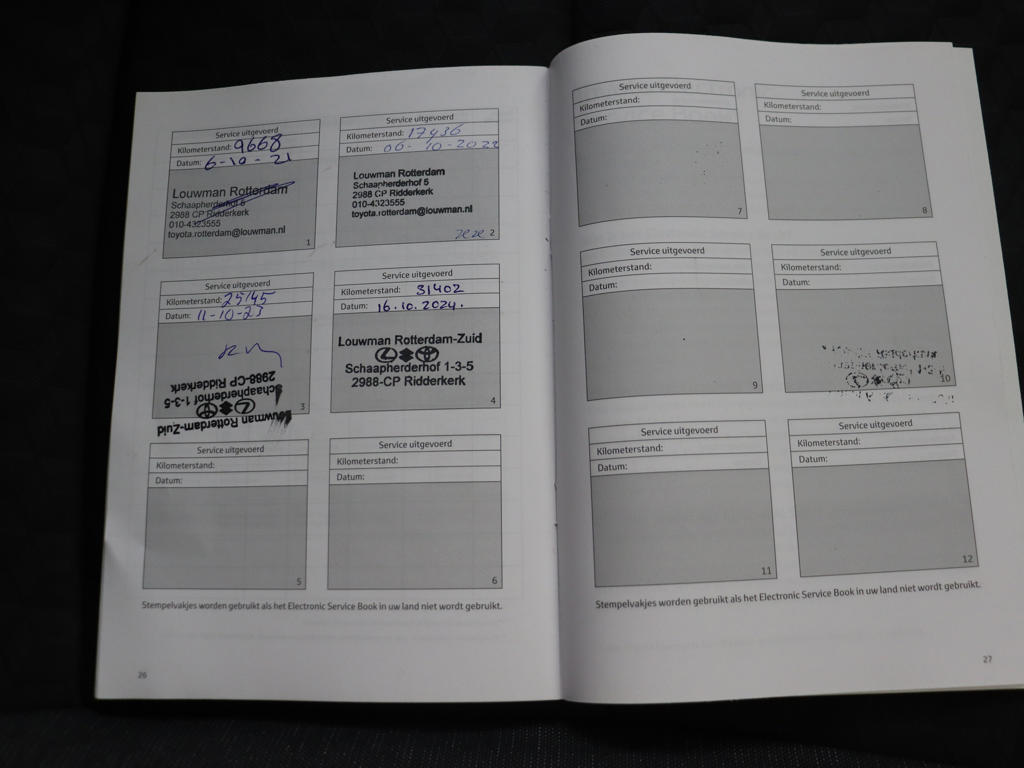 Service uitgevoerd
Kilometerstand: 9668
Datum: 6-10-21
Louwman Rotterdam
Schaapherderhof 5
2988 CP Ridderkerk
010-4323555
toyota.rotterdam@louwman.nl
1
Service uitgevoerd
Kilometerstand: 17436
Datum: 06-10-2022
Louwman Rotterdam
Schaapherderhof 5
2988 CP Ridderkerk
010-4323555
toyota.rotterdam@louwman.nl
2
Service uitgevoerd
Kilometerstand: 25145
Datum: 11-10-23
Louwman Rotterdam-Zuid
Schaapherderhof 1-3-5
2988-CP Ridderkerk
3
Service uitgevoerd
Kilometerstand: 31402
Datum: 16.10.2024.
Louwman Rotterdam-Zuid
Schaapherderhof 1-3-5
2988-CP Ridderkerk
4
Service uitgevoerd
Kilometerstand:
Datum:
5
Service uitgevoerd
Kilometerstand:
Datum:
6
Stempelvakjes worden gebruikt als het Electronic Service Book in uw land niet wordt gebruikt.
26
Service uitgevoerd
Kilometerstand:
Datum:
7
Service uitgevoerd
Kilometerstand:
Datum:
8
Service uitgevoerd
Kilometerstand:
Datum:
9
Service uitgevoerd
Kilometerstand:
Datum:
10
Service uitgevoerd
Kilometerstand:
Datum:
11
Service uitgevoerd
Kilometerstand:
Datum:
12
Stempelvakjes worden gebruikt als het Electronic Service Book in uw land niet wordt gebruikt.
27